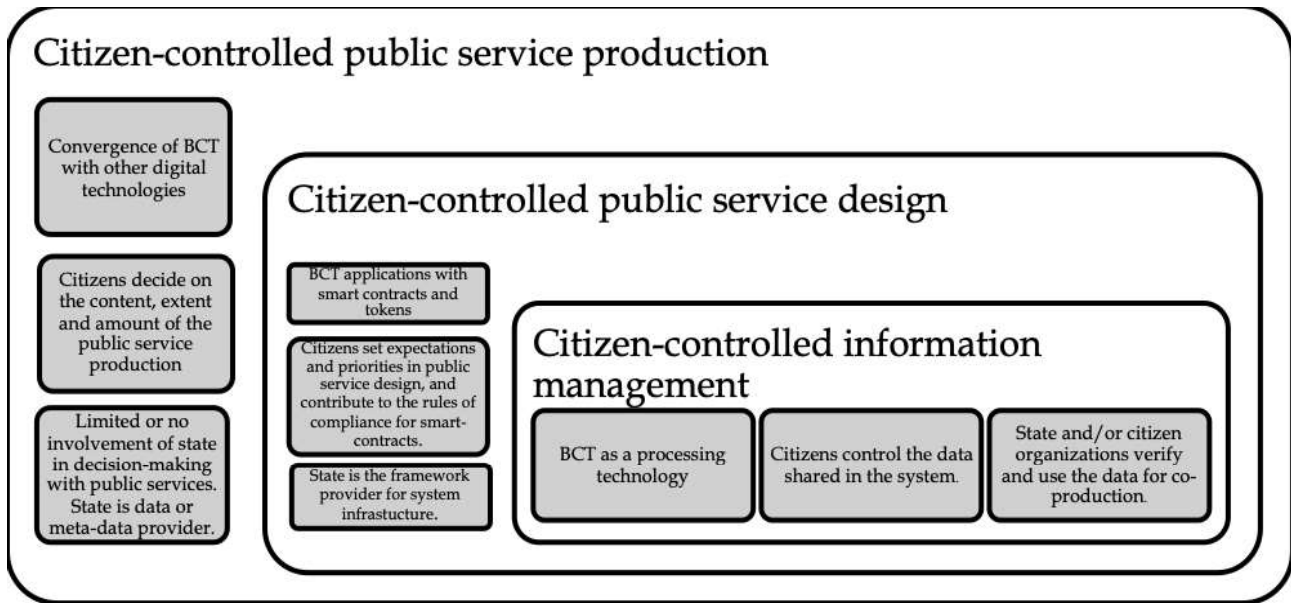 Citizen-controlled public service production
Convergence of BCT
with other digital
technologies
Citizens decide on
the content, extent
and amount of the
public service
production
Limited or no
involvement of state
in decision-making
with public services.
State is data or
meta-data provider.
Citizen-controlled public service design
BCT applications with
smart contracts and
tokens
Citizens set expectations
and priorities in public
service design, and
contribute to the rules of
compliance for smart-
contracts.
State is the framework
provider for system
infrastucture.
Citizen-controlled information
management
BCT as a processing
technology
Citizens control the data
shared in the system.
State and/or citizen
organizations verify
and use the data for co-
production.